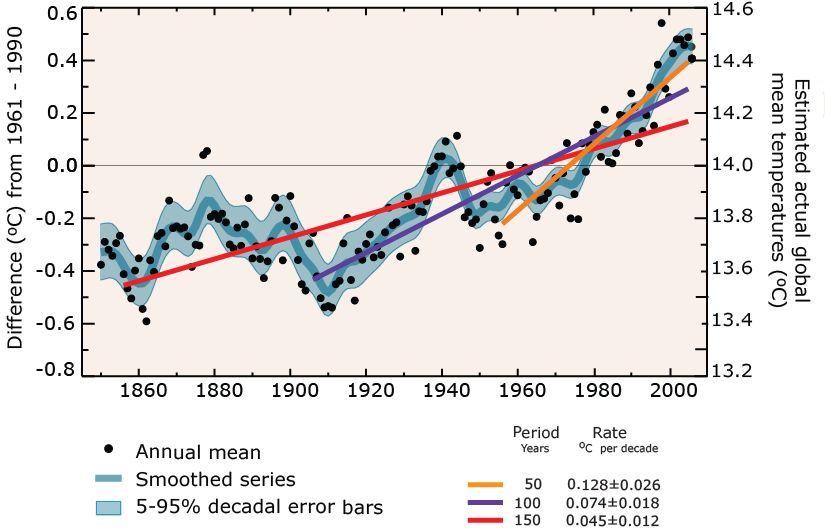 0.6
0.4
0.2
0.0
-0.2
-0.4
-0.6
-0.8
Difference (ºC) from 1961 - 1990
14.6
14.4
14.2
14.0
13.8
13.6
13.4
13.2
Estimated actual global
mean temperatures (ºC)
1860 1880 1900 1920 1940 1960 1980 2000
Annual mean
Smoothed series
5-95% decadal error bars
Period Rate
Years ºC per decade
50 0.128±0.026
100 0.074±0.018
150 0.045±0.012